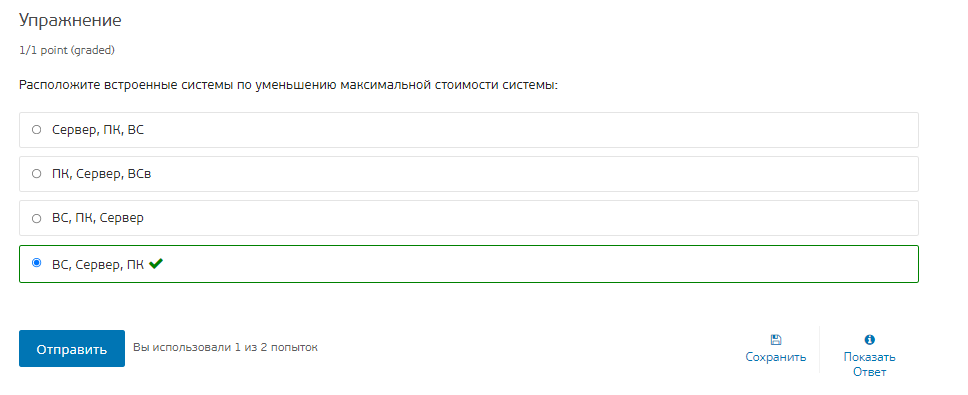 Упражнение
1/1 point (graded)
Расположите встроенные системы по уменьшению максимальной стоимости системы:
Сервер, ПК, ВС
ПК, Сервер, ВСв
ВС, ПК, Сервер
ВС, Сервер, ПК
Отправить
Вы использовали 1 из 2 попыток
Сохранить
Показать
Ответ